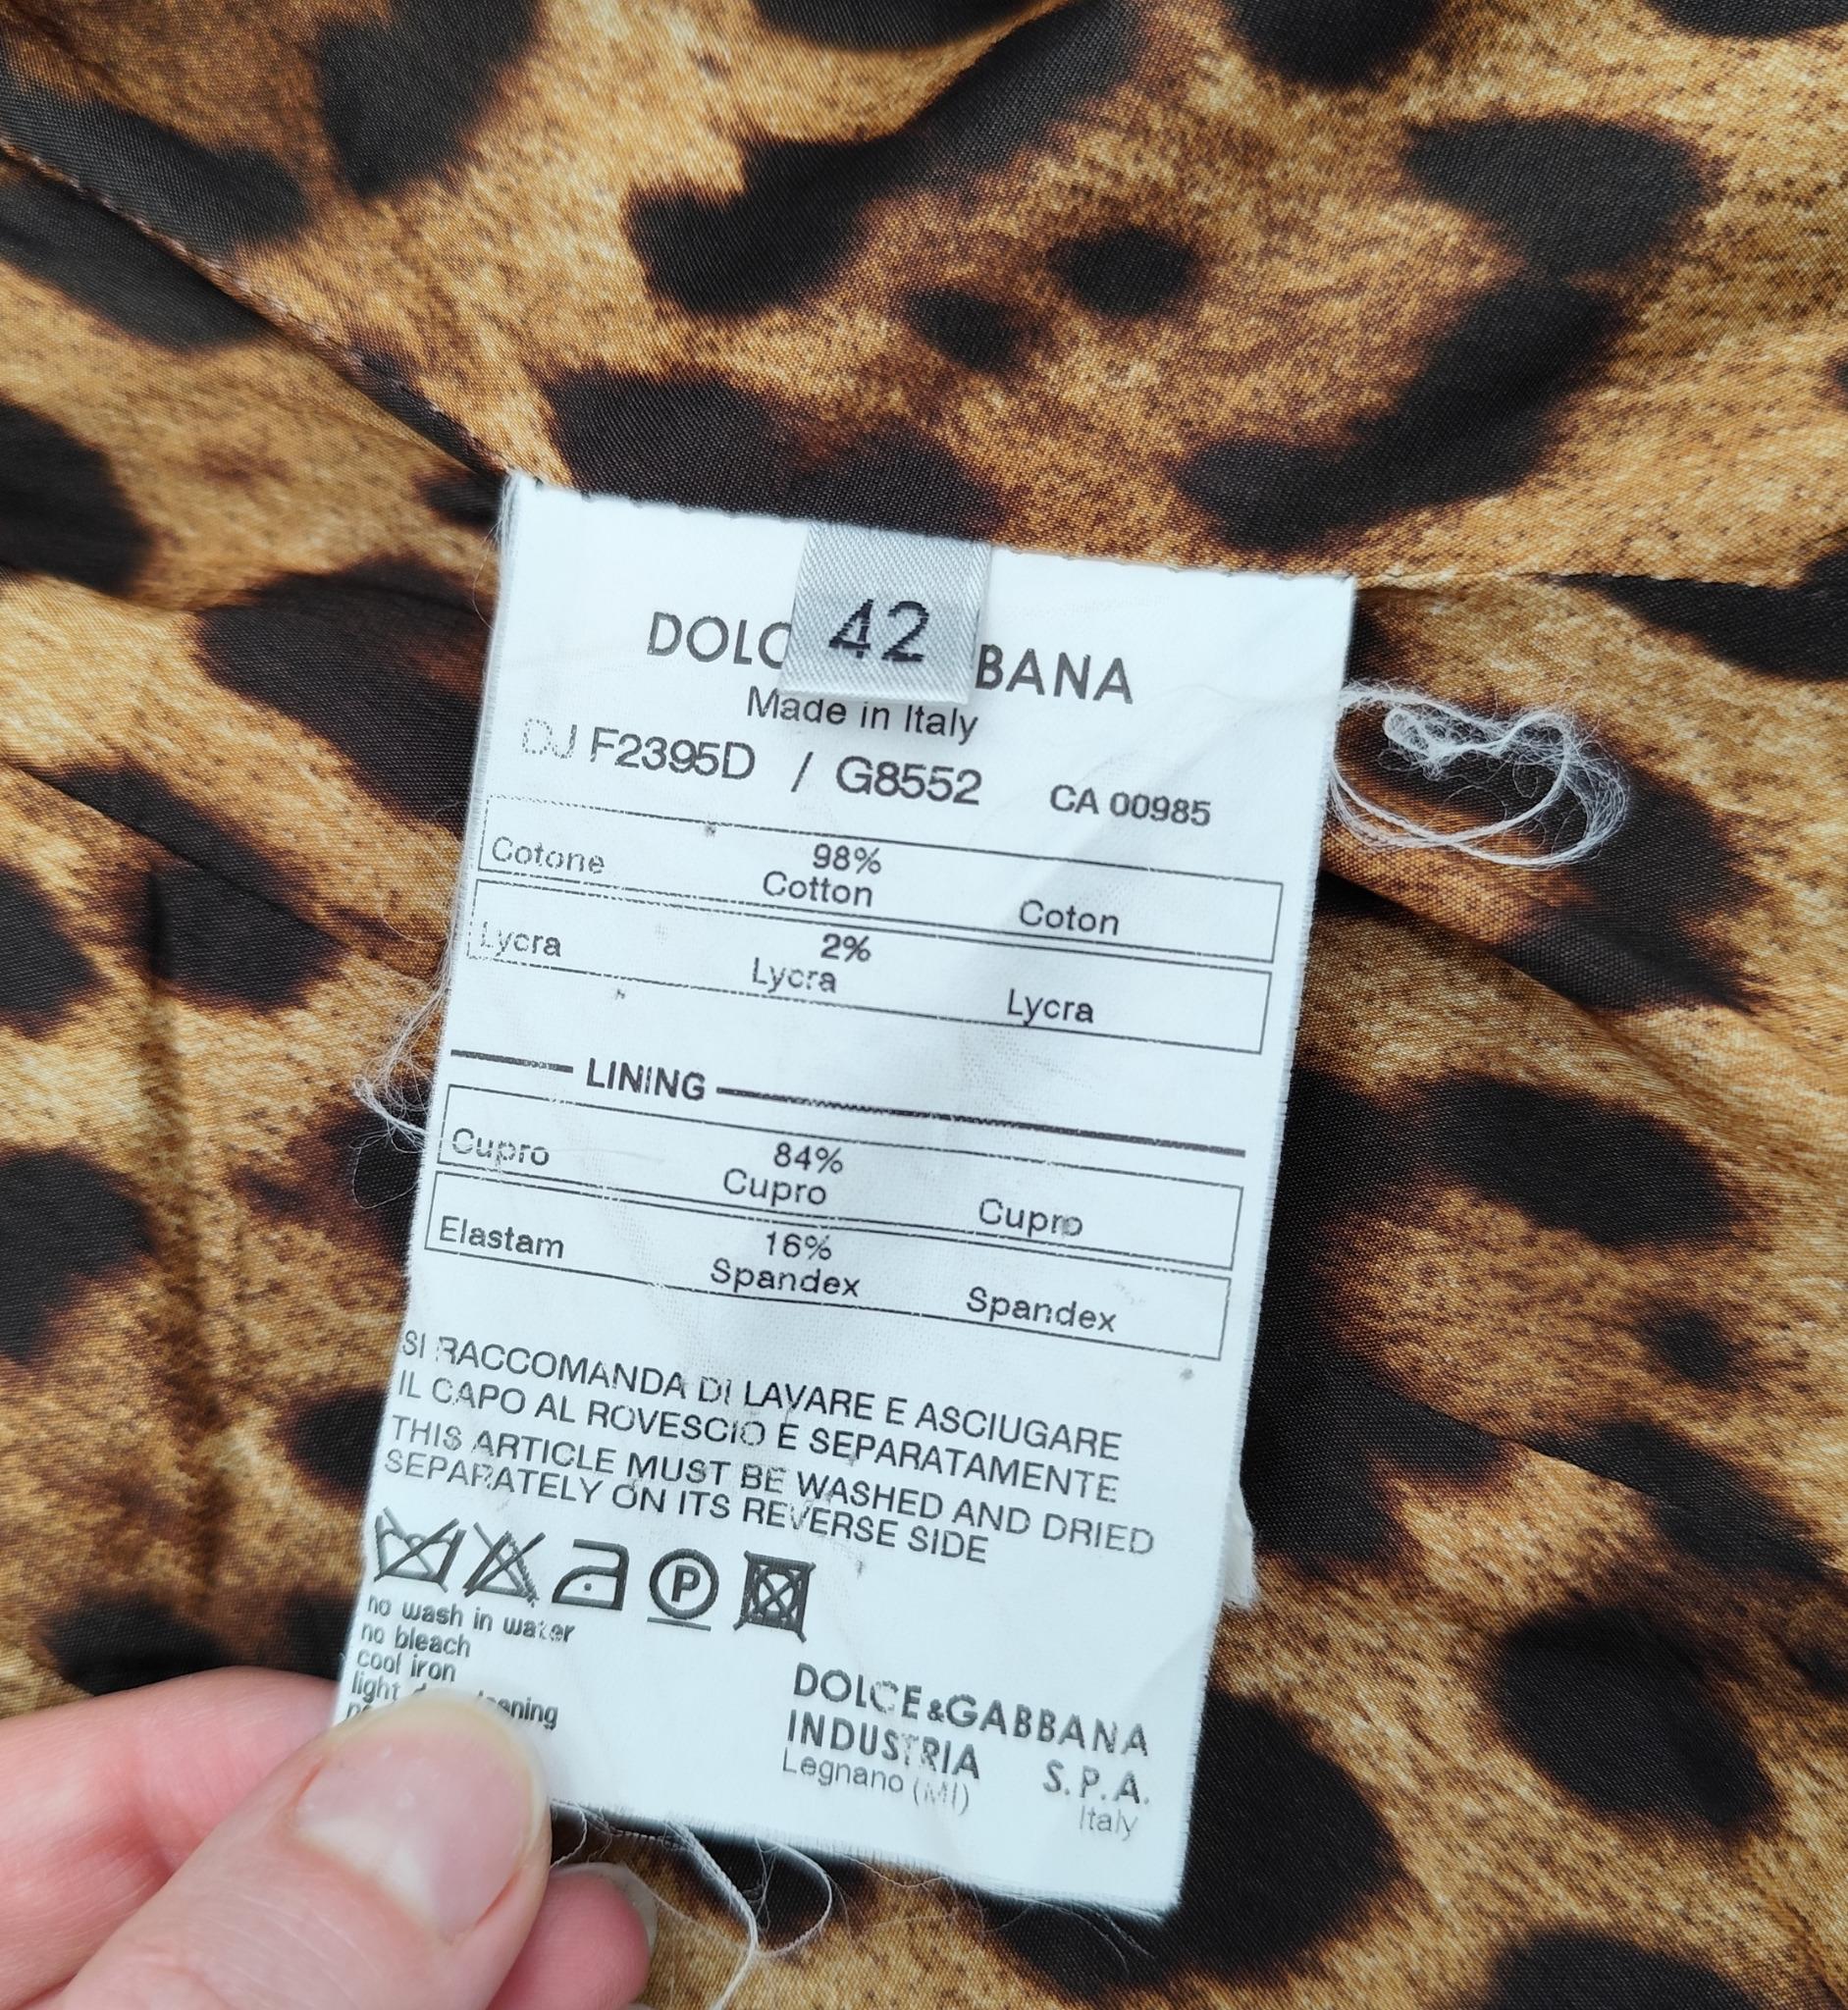 42
DOLC BANA
Made in Italy
DJ F2395D / G8552 CA 00985
98%
Cotone Cotton Coton
2%
Lycra Lycra Lycra
LINING
84%
Cupro Cupro Cupro
16%
Elastam Spandex Spandex
SI RACCOMANDA DI LAVARE E ASCIUGARE
IL CAPO AL ROVESCIO E SEPARATAMENTE
THIS ARTICLE MUST BE WASHED AND DRIED
SEPARATELY ON ITS REVERSE SIDE
P
no wash in water
no bleach
cool iron
light
DOLCE&GABBANA
INDUSTRIA S.P.A.
Legnano (MI) Italy